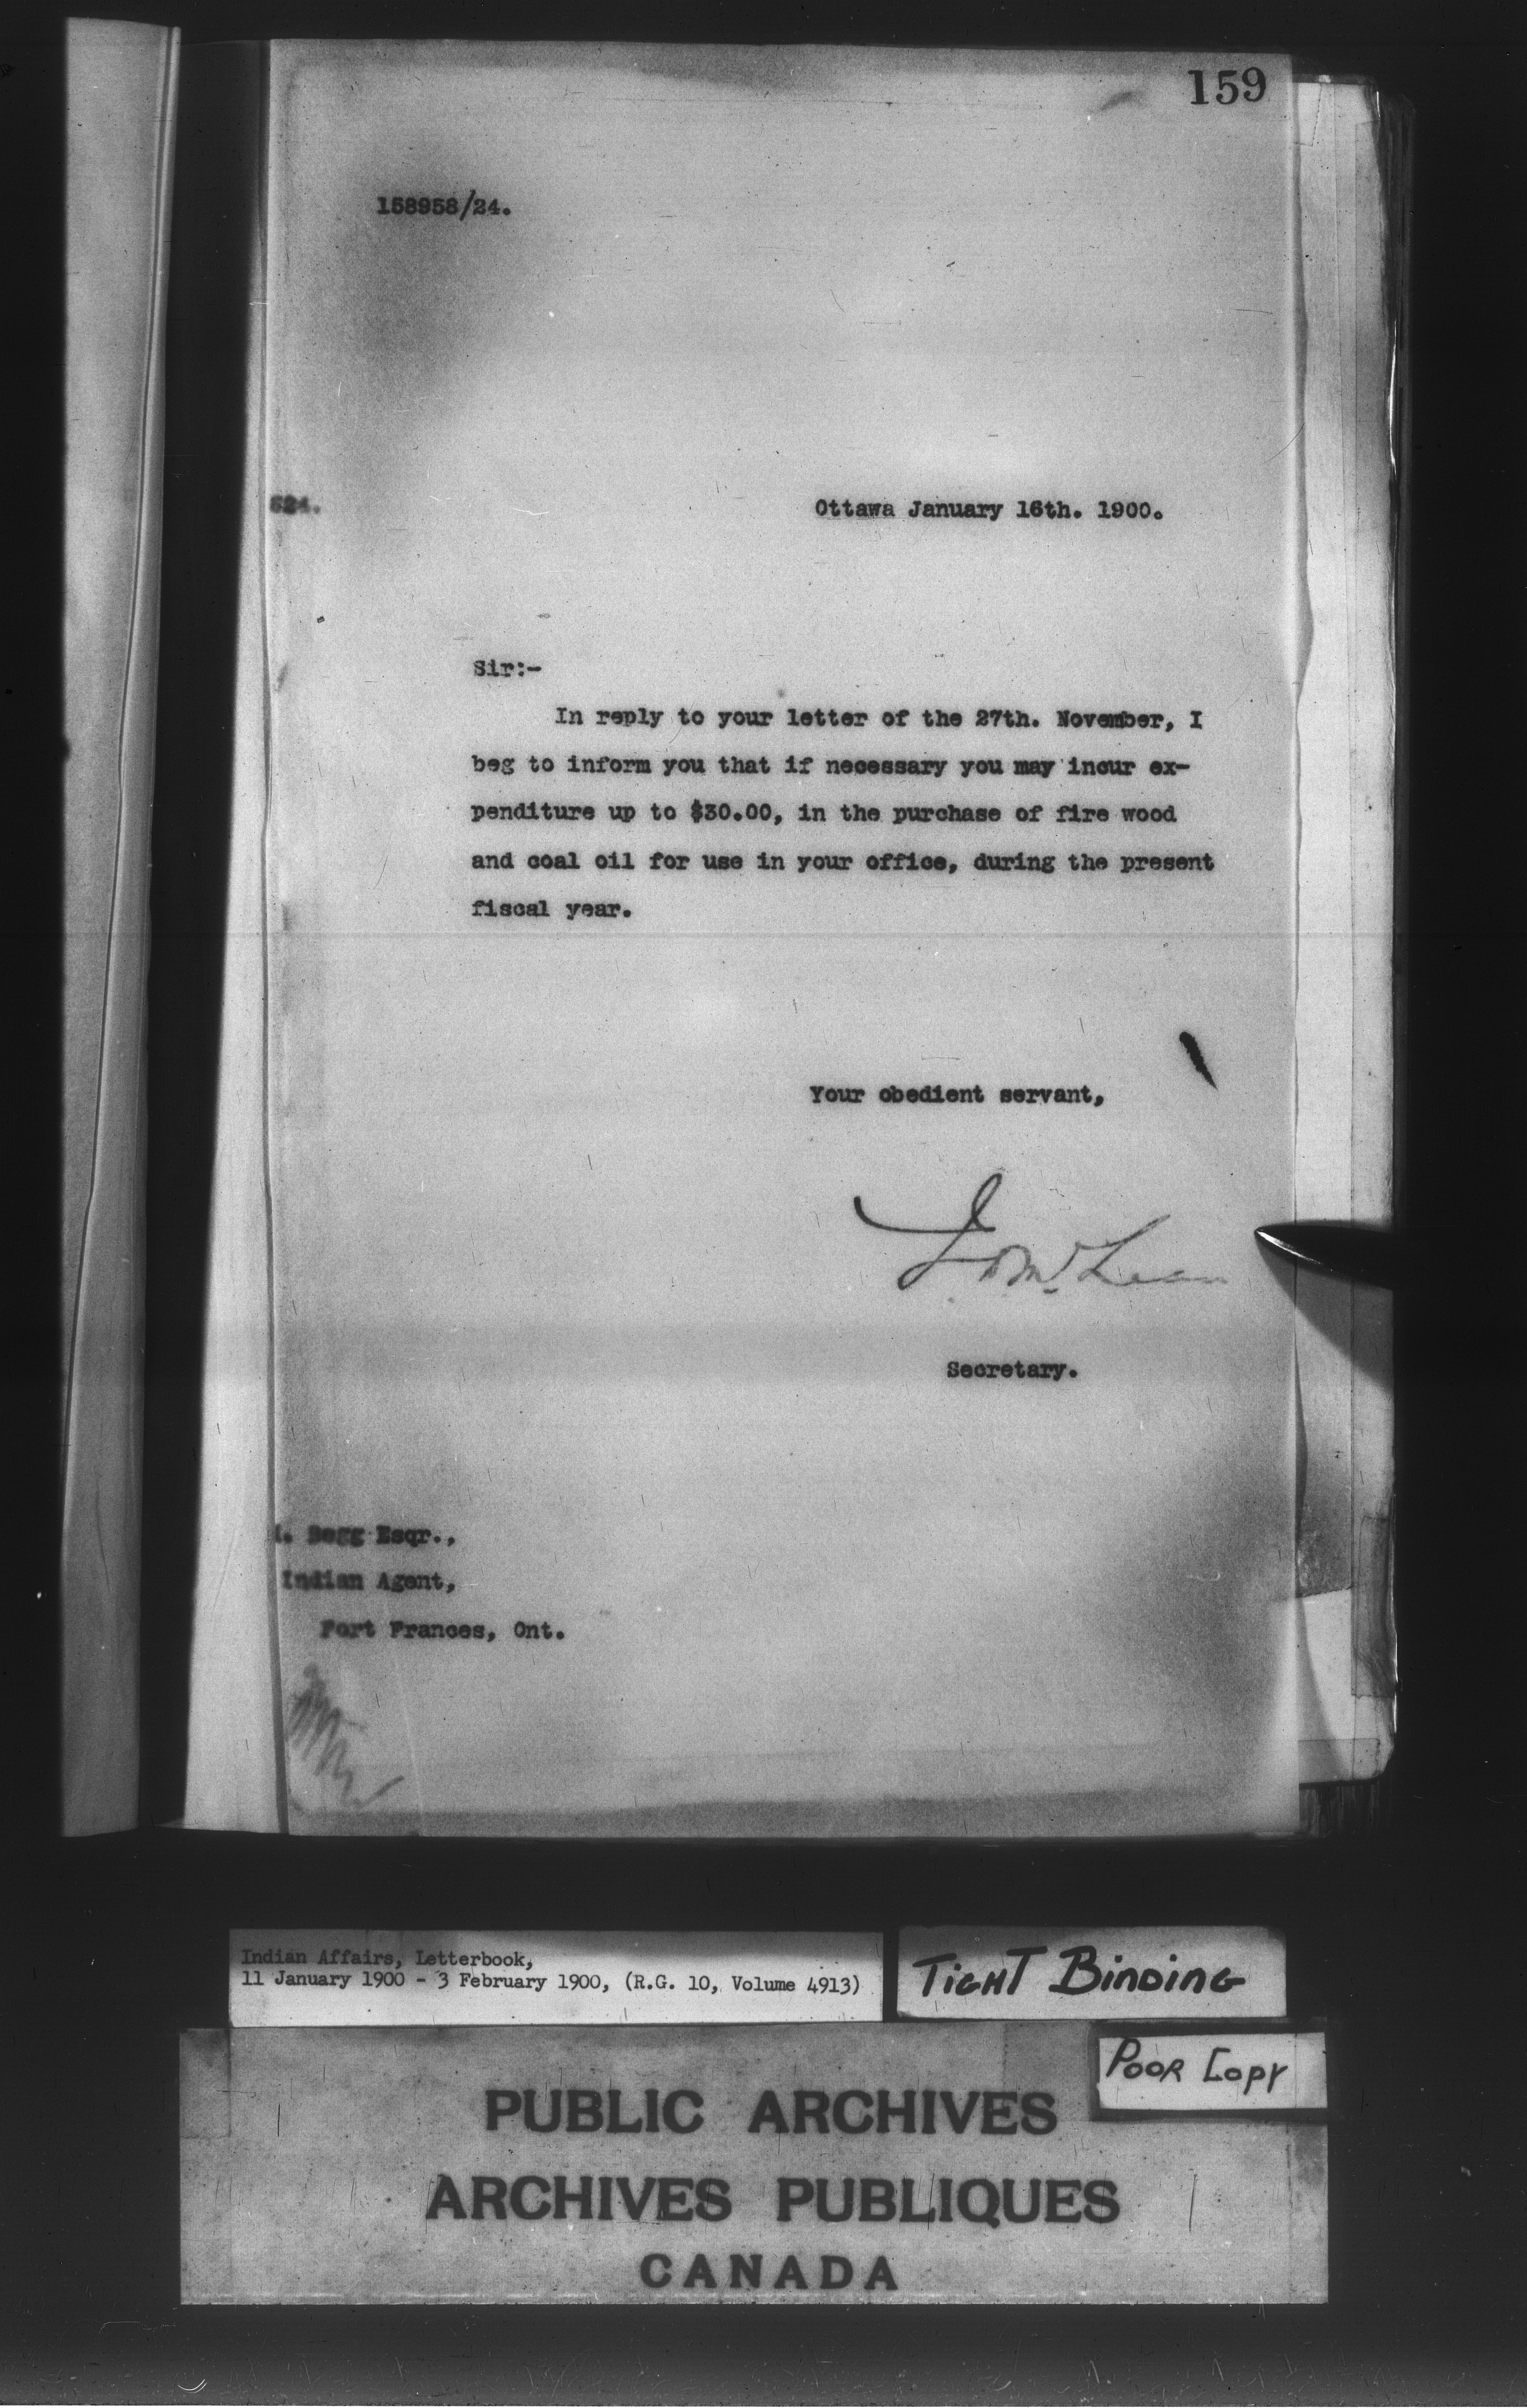 159
158958/24.
524.
Ottawa January 16th. 1900.
Sir:-
In reply to your letter of the 27th. November, I
beg to inform you that if necessary you may incur ex-
penditure up to $30.00, in the purchase of fire wood
and coal oil for use in your office, during the present
fiscal year.
Your obedient servant,
J D McLean
Secretary.
Begg Esqr.,
Indian Agent,
Fort Frances, Ont.
Indian Affairs, Letterbook,
11 January 1900 - 3 February 1900, (R.G. 10, Volume 4913)
TIGHT BINDING
POOR COPY
PUBLIC ARCHIVES
ARCHIVES PUBLIQUES
CANADA